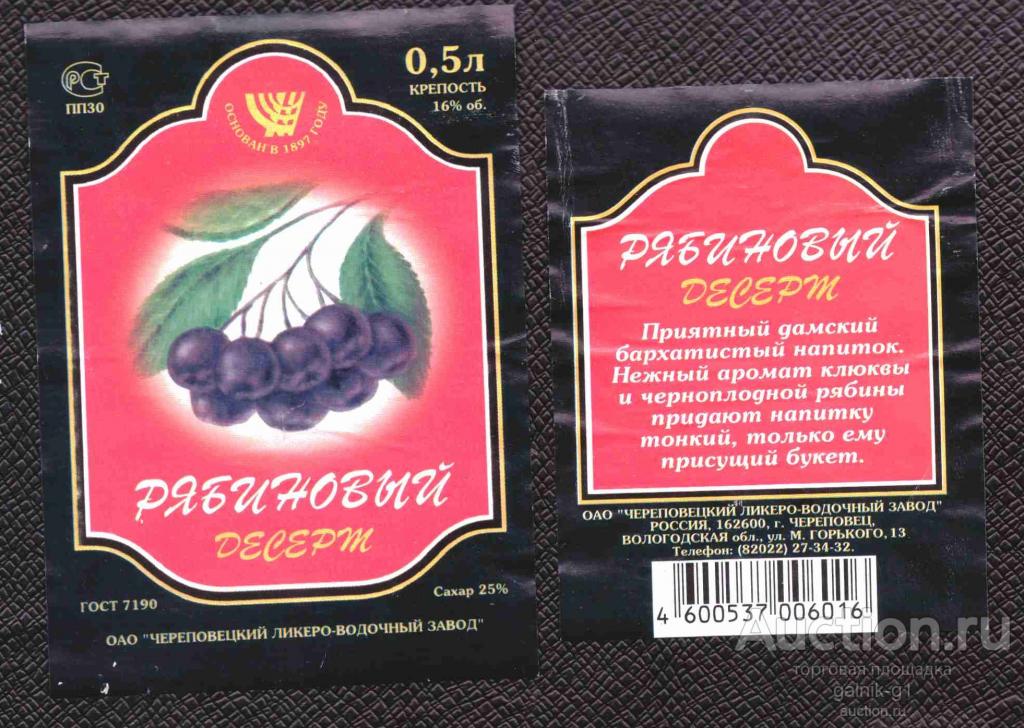 РСТ
ПП30
0,5л
КРЕПОСТЬ
16% об.
ОСНОВАН В 1897 ГОДУ
РЯБИНОВЫЙ
ДЕСЕРТ
ГОСТ 7190
Сахар 25%
ОАО "ЧЕРЕПОВЕЦКИЙ ЛИКЕРО-ВОДОЧНЫЙ ЗАВОД"
РЯБИНОВЫЙ
ДЕСЕРТ
Приятный дамский
бархатистый напиток.
Нежный аромат клюквы
и черноплодной рябины
придают напитку
тонкий, только ему
присущий букет.
ОАО "ЧЕРЕПОВЕЦКИЙ ЛИКЕРО-ВОДОЧНЫЙ ЗАВОД"
РОССИЯ, 162600, г. ЧЕРЕПОВЕЦ,
ВОЛОГОДСКАЯ обл., ул. М. ГОРЬКОГО, 13
Телефон: (82022) 27-34-32.
4 600537 006016
Auction.ru
торговая площадка
galnik-g1
auction.ru